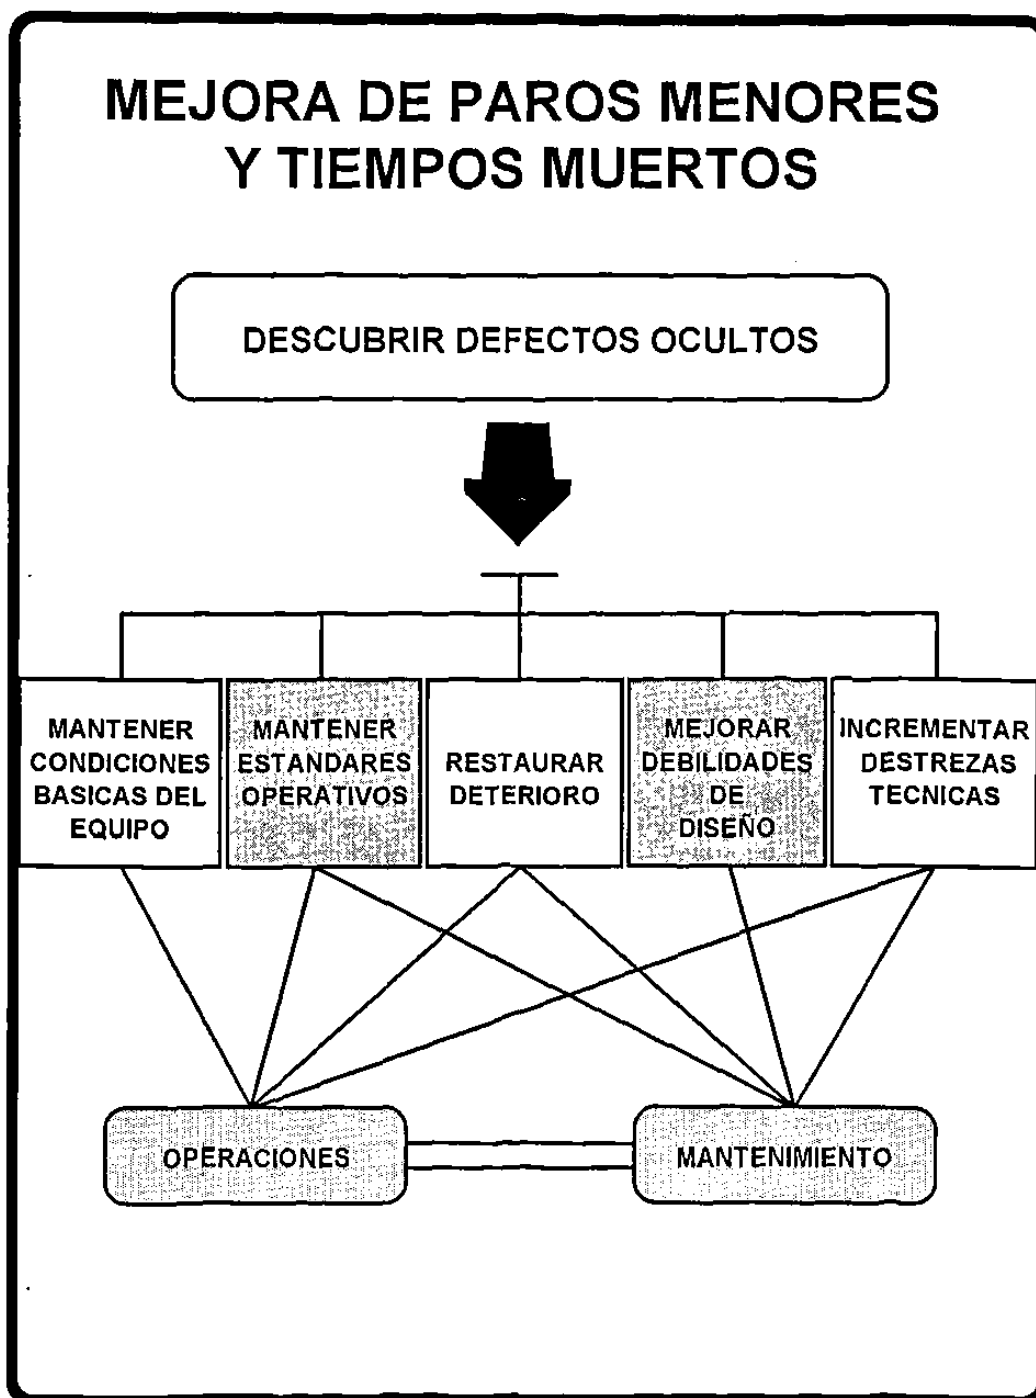 MEJORA DE PAROS MENORES
Y TIEMPOS MUERTOS
DESCUBRIR DEFECTOS OCULTOS
MANTENER
CONDICIONES
BASICAS DEL
EQUIPO
MANTENER
ESTANDARES
OPERATIVOS
RESTAURAR
DETERIORO
MEJORAR
DEBILIDADES
DE
DISEÑO
INCREMENTAR
DESTREZAS
TECNICAS
OPERACIONES
MANTENIMIENTO